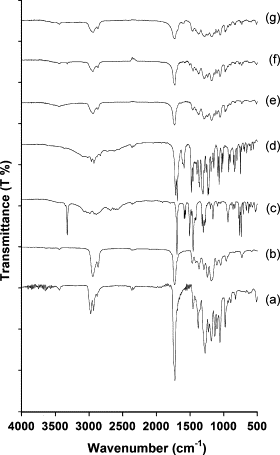 (g)
(f)
(e)
(d)
(c)
(b)
(a)
Transmittance (T %)
4000 3500 3000 2500 2000 1500 1000 500
Wavenumber (cm⁻¹)